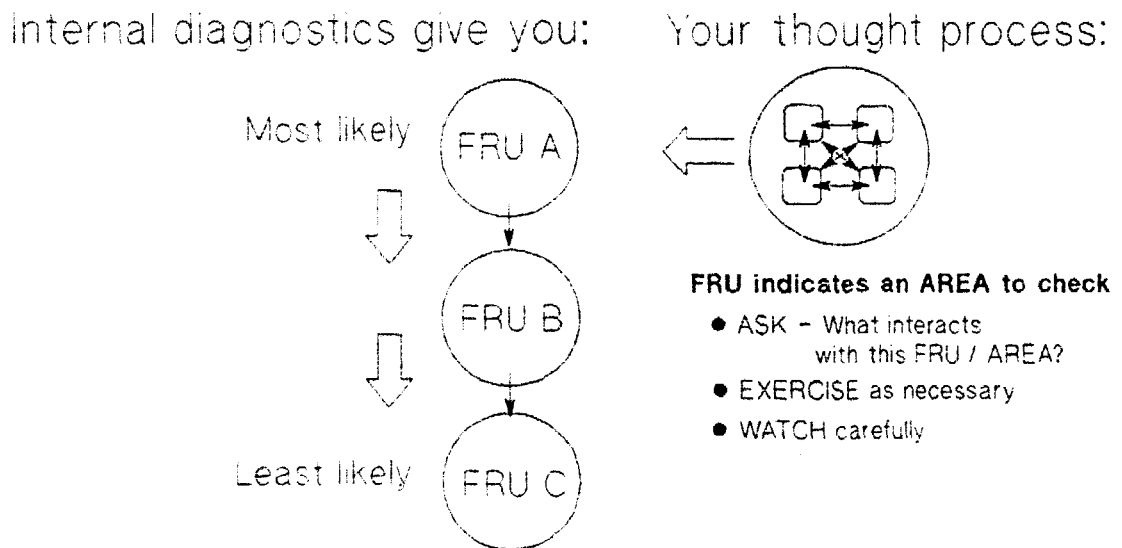 Internal diagnostics give you:
Most likely
FRU A
FRU B
Least likely
FRU C
Your thought process:
FRU indicates an AREA to check
● ASK - What interacts
with this FRU / AREA?
● EXERCISE as necessary
● WATCH carefully